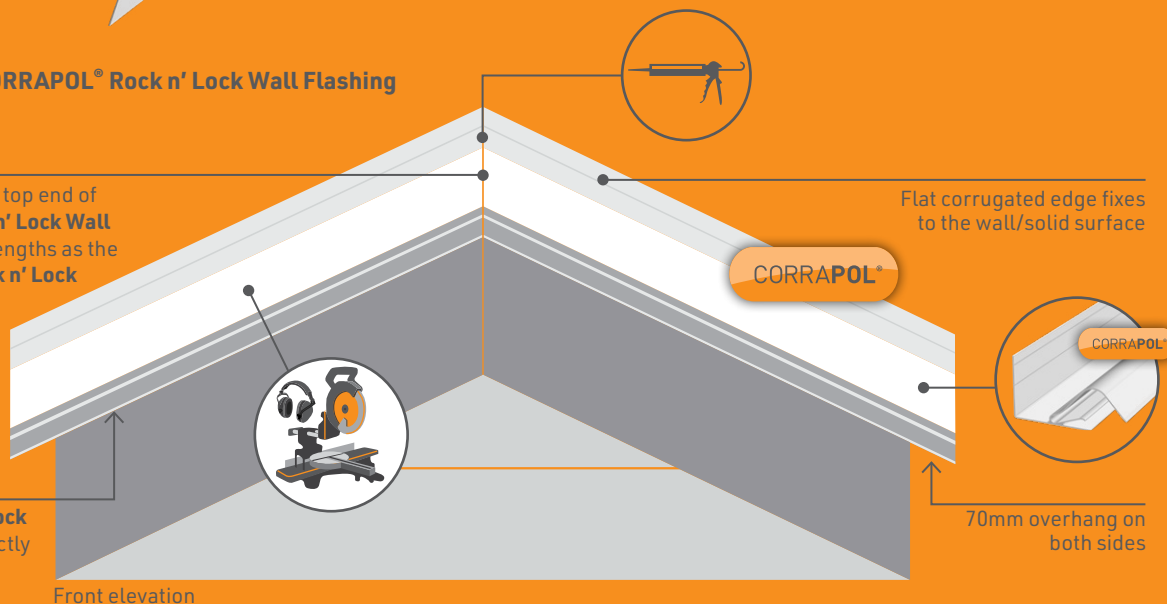 RRAPOL® Rock n' Lock Wall Flashing
top end of
n' Lock Wall
engths as the
k n' Lock
Flat corrugated edge fixes
to the wall/solid surface
CORRAPOL®
CORRAPOL®
ock
ctly
70mm overhang on
both sides
Front elevation